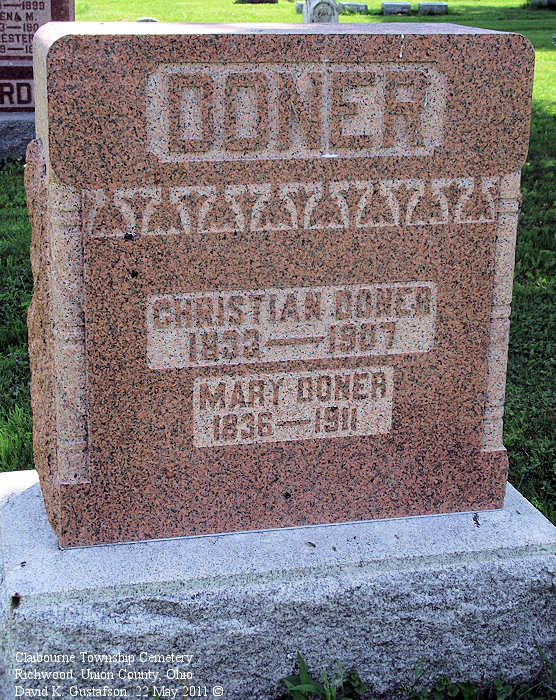 DONER
CHRISTIAN DONER
1907
MARY DONER
1836—1911
Claibourne Township Cemetery
Richwood, Union County, Ohio
David K. Gustafson, 22 May 2011 ©